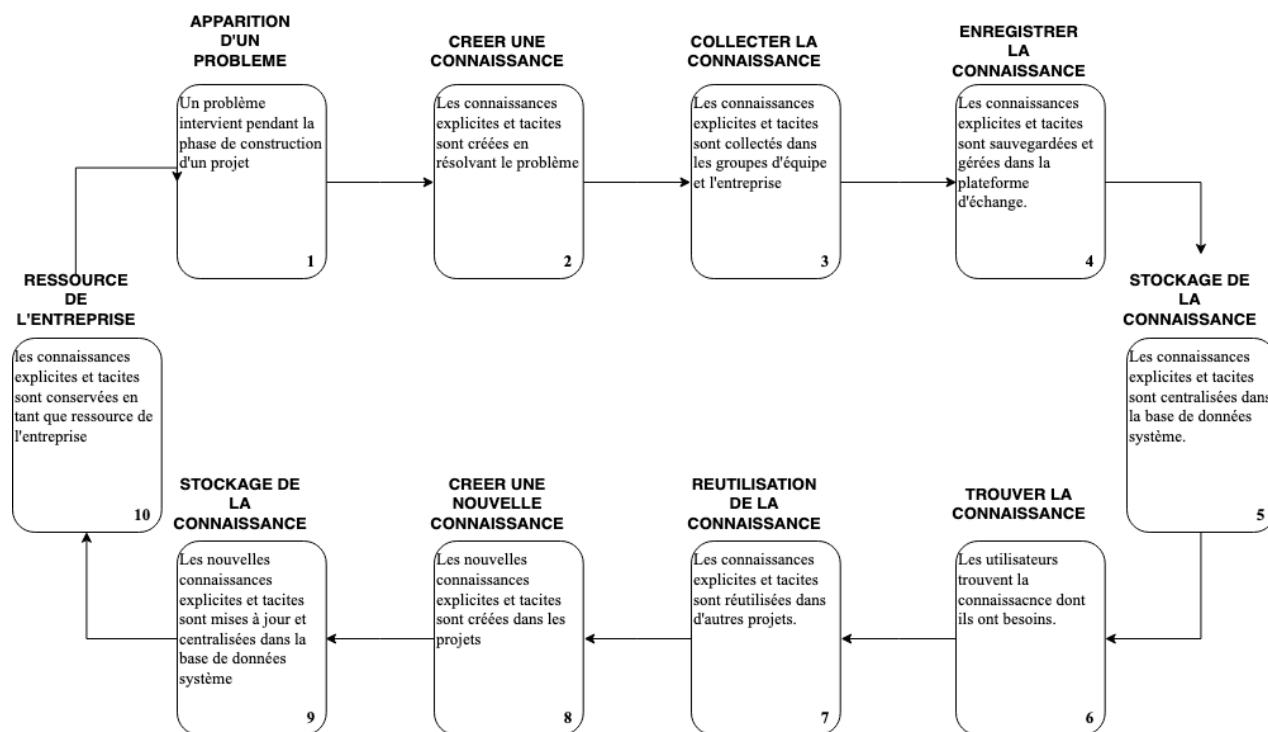 APPARITION
D'UN
PROBLEME
Un problème
intervient pendant la
phase de construction
d'un projet
1
CREER UNE
CONNAISSANCE
Les connaissances
explicites et tacites
sont créées en
résolvant le problème
2
COLLECTER LA
CONNAISSANCE
Les connaissances
explicites et tacites
sont collectés dans
les groupes d'équipe
et l'entreprise
3
ENREGISTRER
LA
CONNAISSANCE
Les connaissances
explicites et tacites
sont sauvegardées et
gérées dans la
plateforme
d'échange.
4
STOCKAGE DE
LA
CONNAISSANCE
Les connaissances
explicites et tacites
sont centralisées dans
la base de données
système.
5
TROUVER LA
CONNAISSANCE
Les utilisateurs
trouvent la
connaissacnce dont
ils ont besoins.
6
REUTILISATION
DE LA
CONNAISSANCE
Les connaissances
explicites et tacites
sont réutilisées dans
d'autres projets.
7
CREER UNE
NOUVELLE
CONNAISSANCE
Les nouvelles
connaissances
explicites et tacites
sont créées dans les
projets
8
STOCKAGE DE
LA
CONNAISSANCE
Les nouvelles
connaissances
explicites et tacites
sont mises à jour et
centralisées dans la
base de données
système
9
RESSOURCE
DE
L'ENTREPRISE
les connaissances
explicites et tacites
sont conservées en
tant que ressource de
l'entreprise
10